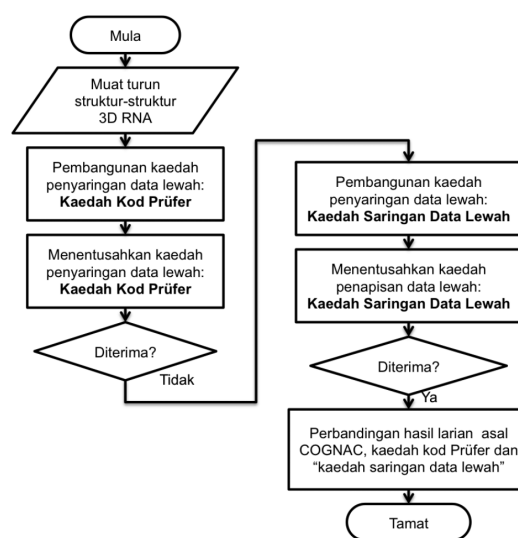 Mula
Muat turun
struktur-struktur
3D RNA
Pembangunan kaedah
penyaringan data lewah:
Kaedah Kod Prüfer
Menentusahkan kaedah
penyaringan data lewah:
Kaedah Kod Prüfer
Diterima?
Tidak
Pembangunan kaedah
penyaringan data lewah:
Kaedah Saringan Data Lewah
Menentusahkan kaedah
penapisan data lewah:
Kaedah Saringan Data Lewah
Diterima?
Ya
Perbandingan hasil larian asal
COGNAC, kaedah kod Prüfer dan
“kaedah saringan data lewah”
Tamat